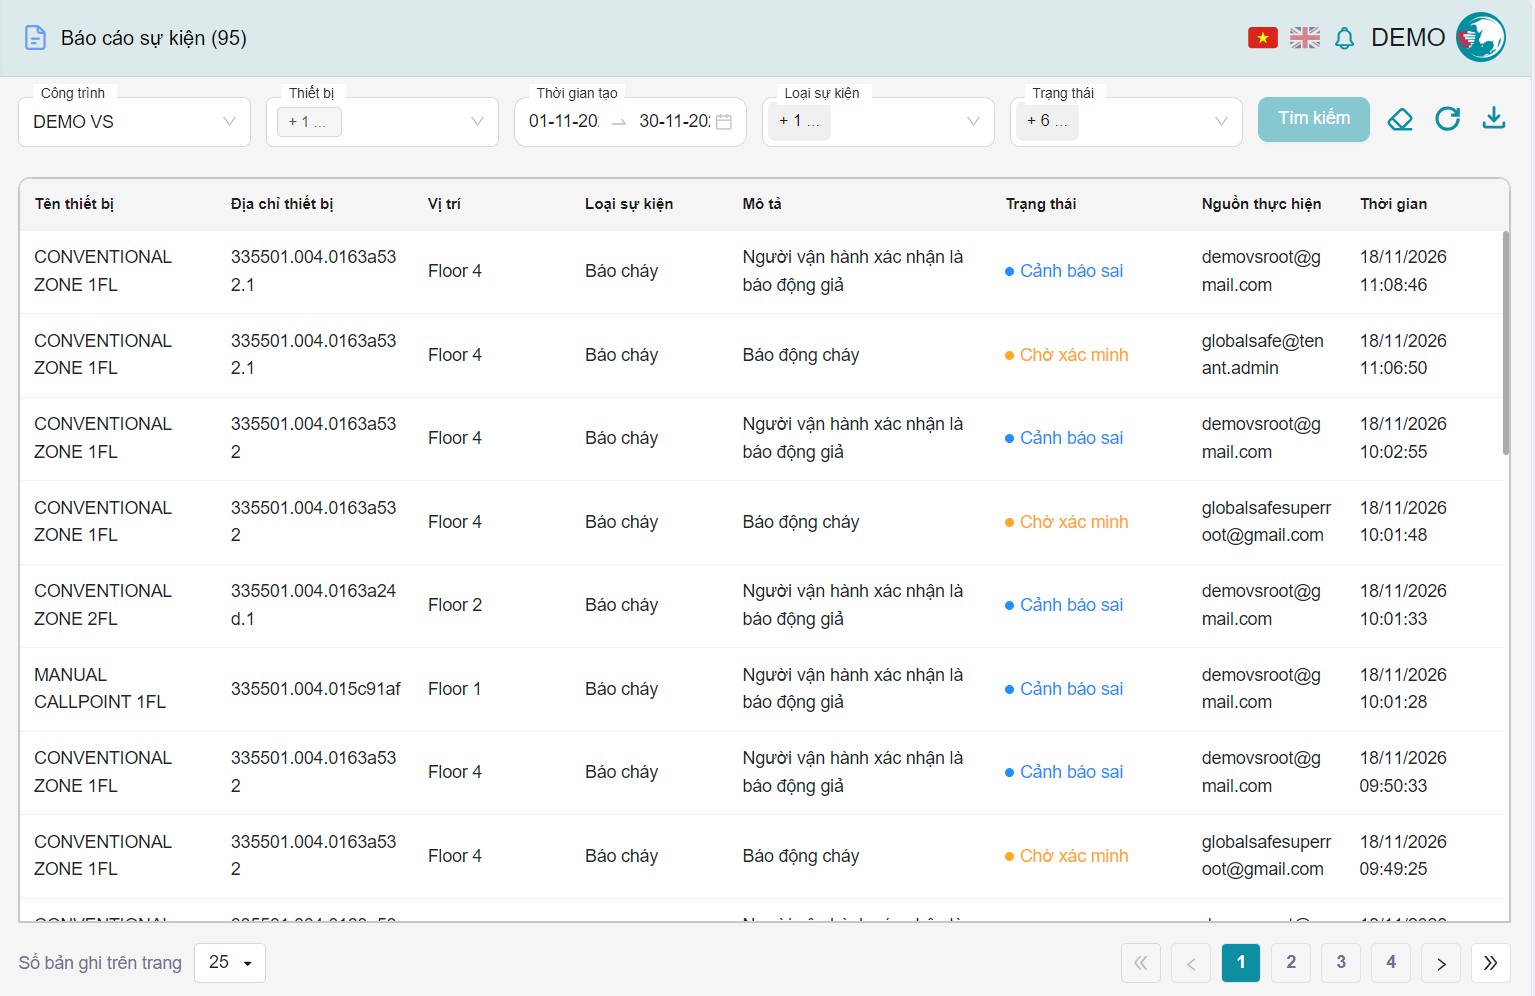 Báo cáo sự kiện (95)
DEMO
Công trình
Thiết bị
Thời gian tạo
Loại sự kiện
Trạng thái
DEMO VS
+ 1 ...
01-11-20
30-11-20
+ 1 ...
+ 6 ...
Tìm kiếm
Tên thiết bị
Địa chỉ thiết bị
Vị trí
Loại sự kiện
Mô tả
Trạng thái
Nguồn thực hiện
Thời gian
CONVENTIONAL
ZONE 1FL
335501.004.0163a53
2.1
Floor 4
Báo cháy
Người vận hành xác nhận là
báo động giả
Cảnh báo sai
demovsroot@g
mail.com
18/11/2026
11:08:46
CONVENTIONAL
ZONE 1FL
335501.004.0163a53
2.1
Floor 4
Báo cháy
Báo động cháy
Chờ xác minh
globalsafe@ten
ant.admin
18/11/2026
11:06:50
CONVENTIONAL
ZONE 1FL
335501.004.0163a53
2
Floor 4
Báo cháy
Người vận hành xác nhận là
báo động giả
Cảnh báo sai
demovsroot@g
mail.com
18/11/2026
10:02:55
CONVENTIONAL
ZONE 1FL
335501.004.0163a53
2
Floor 4
Báo cháy
Báo động cháy
Chờ xác minh
globalsafesuperr
oot@gmail.com
18/11/2026
10:01:48
CONVENTIONAL
ZONE 2FL
335501.004.0163a24
d.1
Floor 2
Báo cháy
Người vận hành xác nhận là
báo động giả
Cảnh báo sai
demovsroot@g
mail.com
18/11/2026
10:01:33
MANUAL
CALLPOINT 1FL
335501.004.015c91af
Floor 1
Báo cháy
Người vận hành xác nhận là
báo động giả
Cảnh báo sai
demovsroot@g
mail.com
18/11/2026
10:01:28
CONVENTIONAL
ZONE 1FL
335501.004.0163a53
2
Floor 4
Báo cháy
Người vận hành xác nhận là
báo động giả
Cảnh báo sai
demovsroot@g
mail.com
18/11/2026
09:50:33
CONVENTIONAL
ZONE 1FL
335501.004.0163a53
2
Floor 4
Báo cháy
Báo động cháy
Chờ xác minh
globalsafesuperr
oot@gmail.com
18/11/2026
09:49:25
Số bản ghi trên trang
25
1
2
3
4